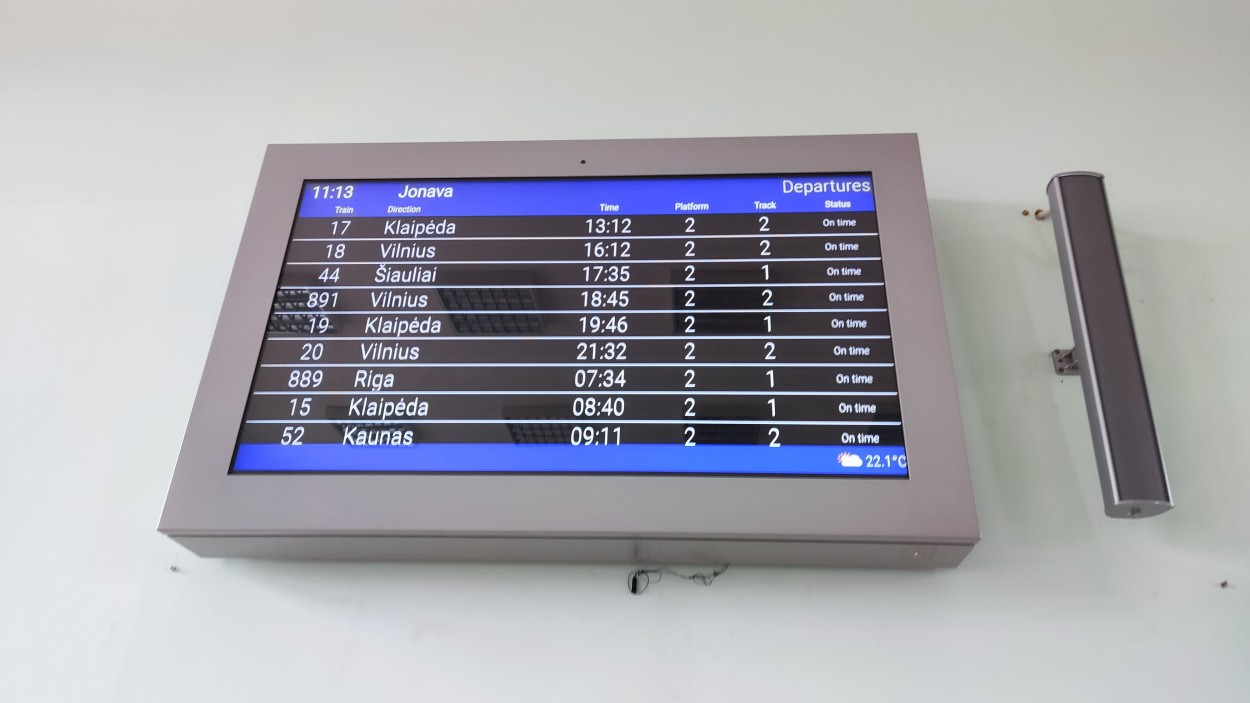 11:13 Jonava Departures
Train Direction Time Platform Track Status
17 Klaipėda 13:12 2 2 On time
18 Vilnius 16:12 2 2 On time
44 Šiauliai 17:35 2 1 On time
891 Vilnius 18:45 2 2 On time
19 Klaipėda 19:46 2 1 On time
20 Vilnius 21:32 2 2 On time
889 Riga 07:34 2 1 On time
15 Klaipėda 08:40 2 1 On time
52 Kaunas 09:11 2 2 On time
22.1°C